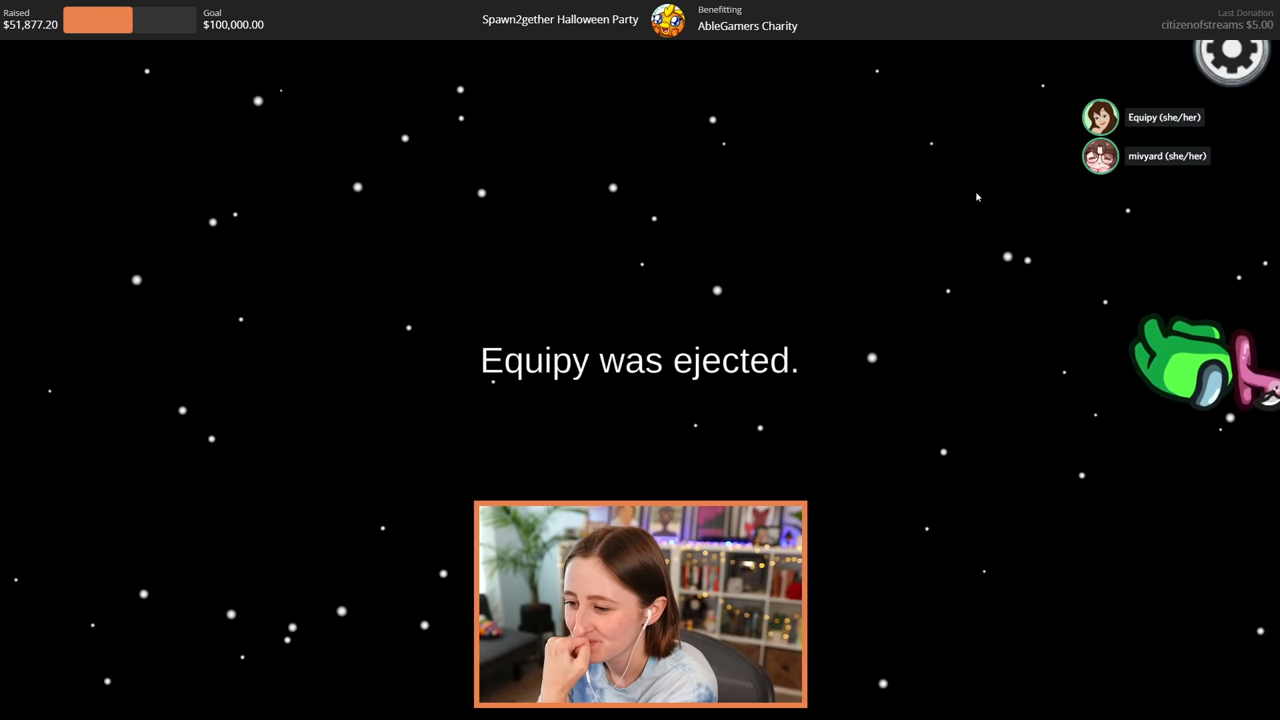 Raised
$51,877.20
Goal
$100,000.00
Spawn2gether Halloween Party
Benefitting
AbleGamers Charity
Last Donation
citizenofstreams $5.00
Equipy (she/her)
mivyard (she/her)
Equipy was ejected.